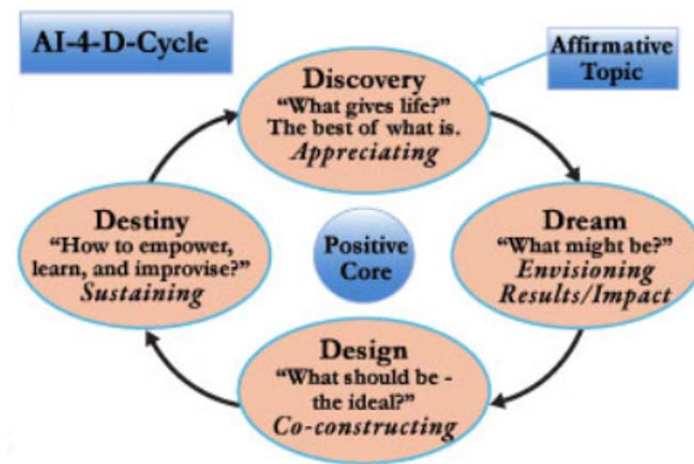 AI-4-D-Cycle
Affirmative
Topic
Discovery
“What gives life?”
The best of what is.
Appreciating
Destiny
“How to empower,
learn, and improvise?”
Sustaining
Positive
Core
Dream
“What might be?”
Envisioning
Results/Impact
Design
“What should be -
the ideal?”
Co-constructing